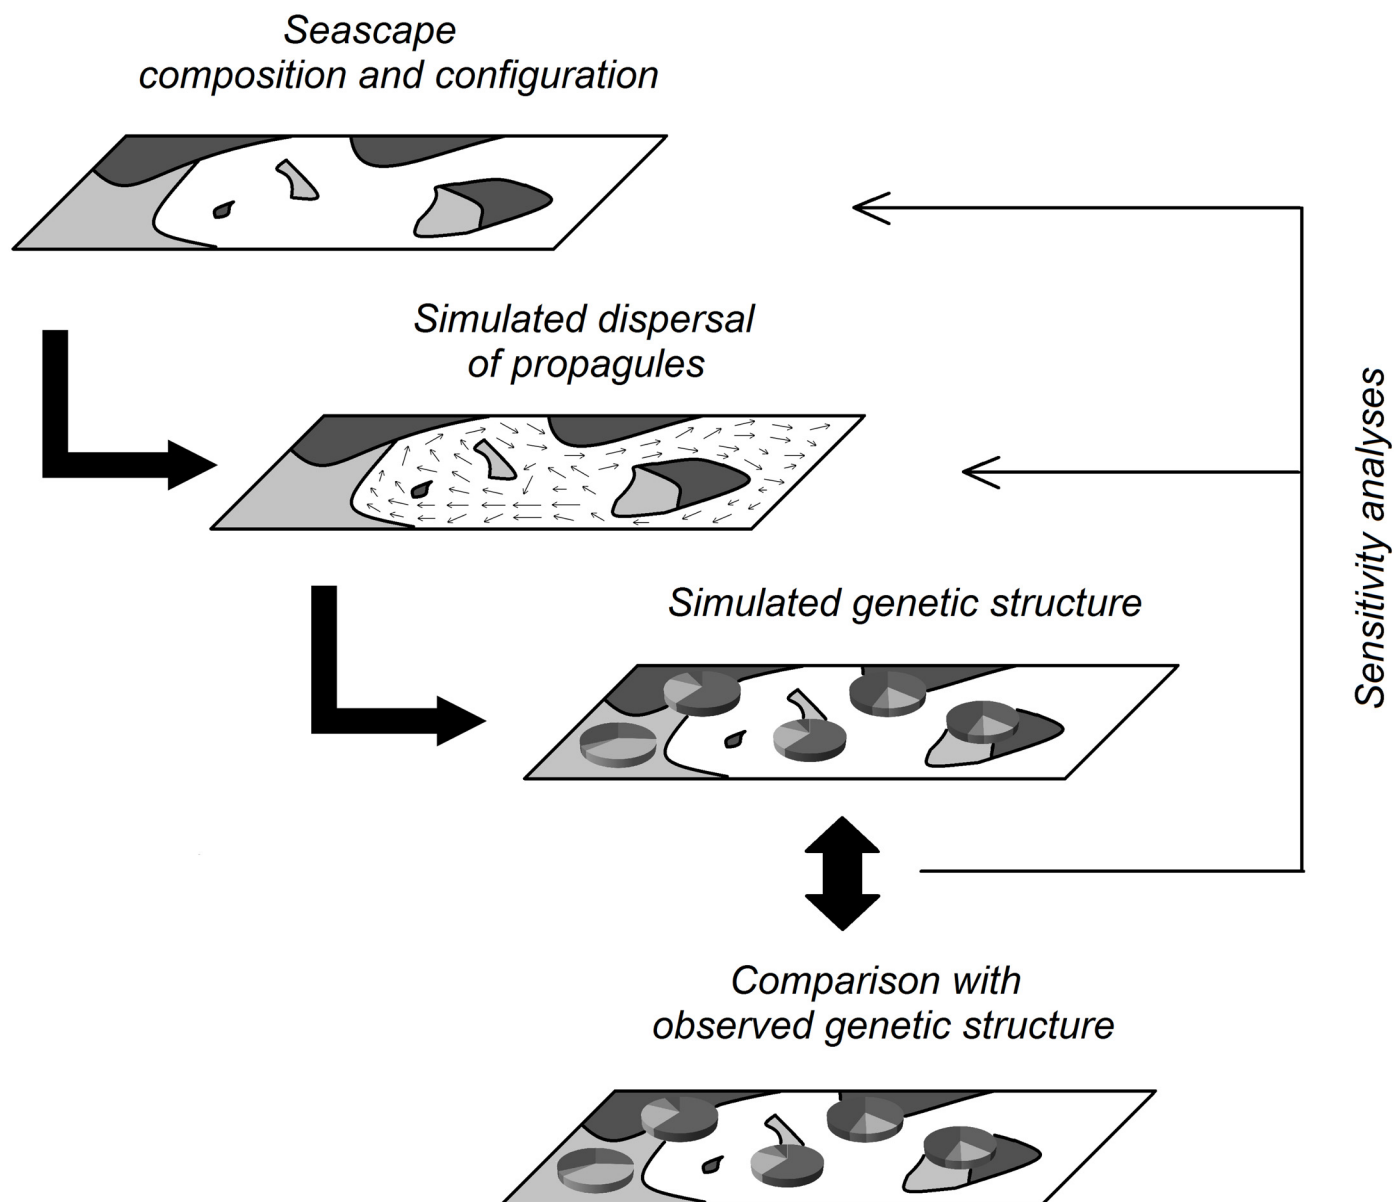 Seascape
composition and configuration
Simulated dispersal
of propagules
Simulated genetic structure
Sensitivity analyses
Comparison with
observed genetic structure